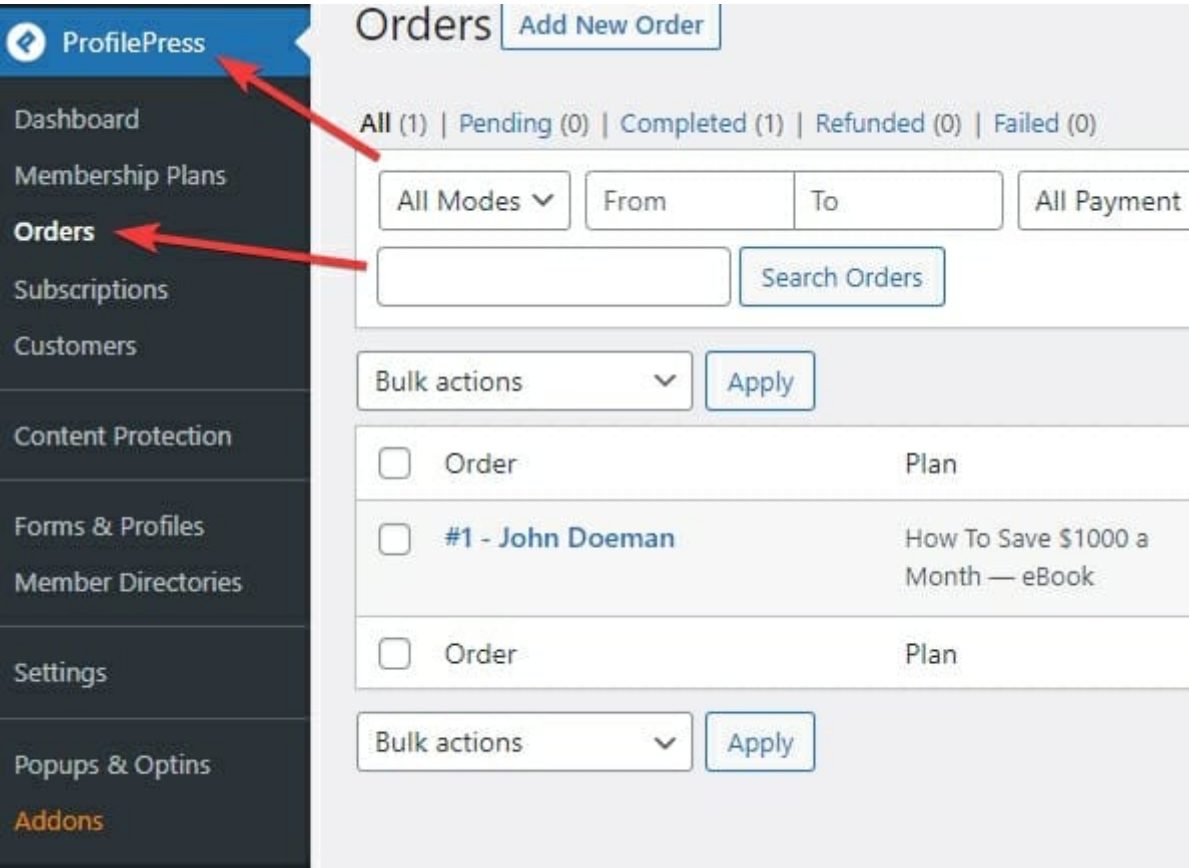 ProfilePress
Dashboard
Membership Plans
Orders
Subscriptions
Customers
Content Protection
Forms & Profiles
Member Directories
Settings
Popups & Optins
Addons
Orders Add New Order
All (1) | Pending (0) | Completed (1) | Refunded (0) | Failed (0)
All Modes From To All Payment
Search Orders
Bulk actions Apply
Order Plan
#1 - John Doeman How To Save $1000 a
Month — eBook
Order Plan
Bulk actions Apply